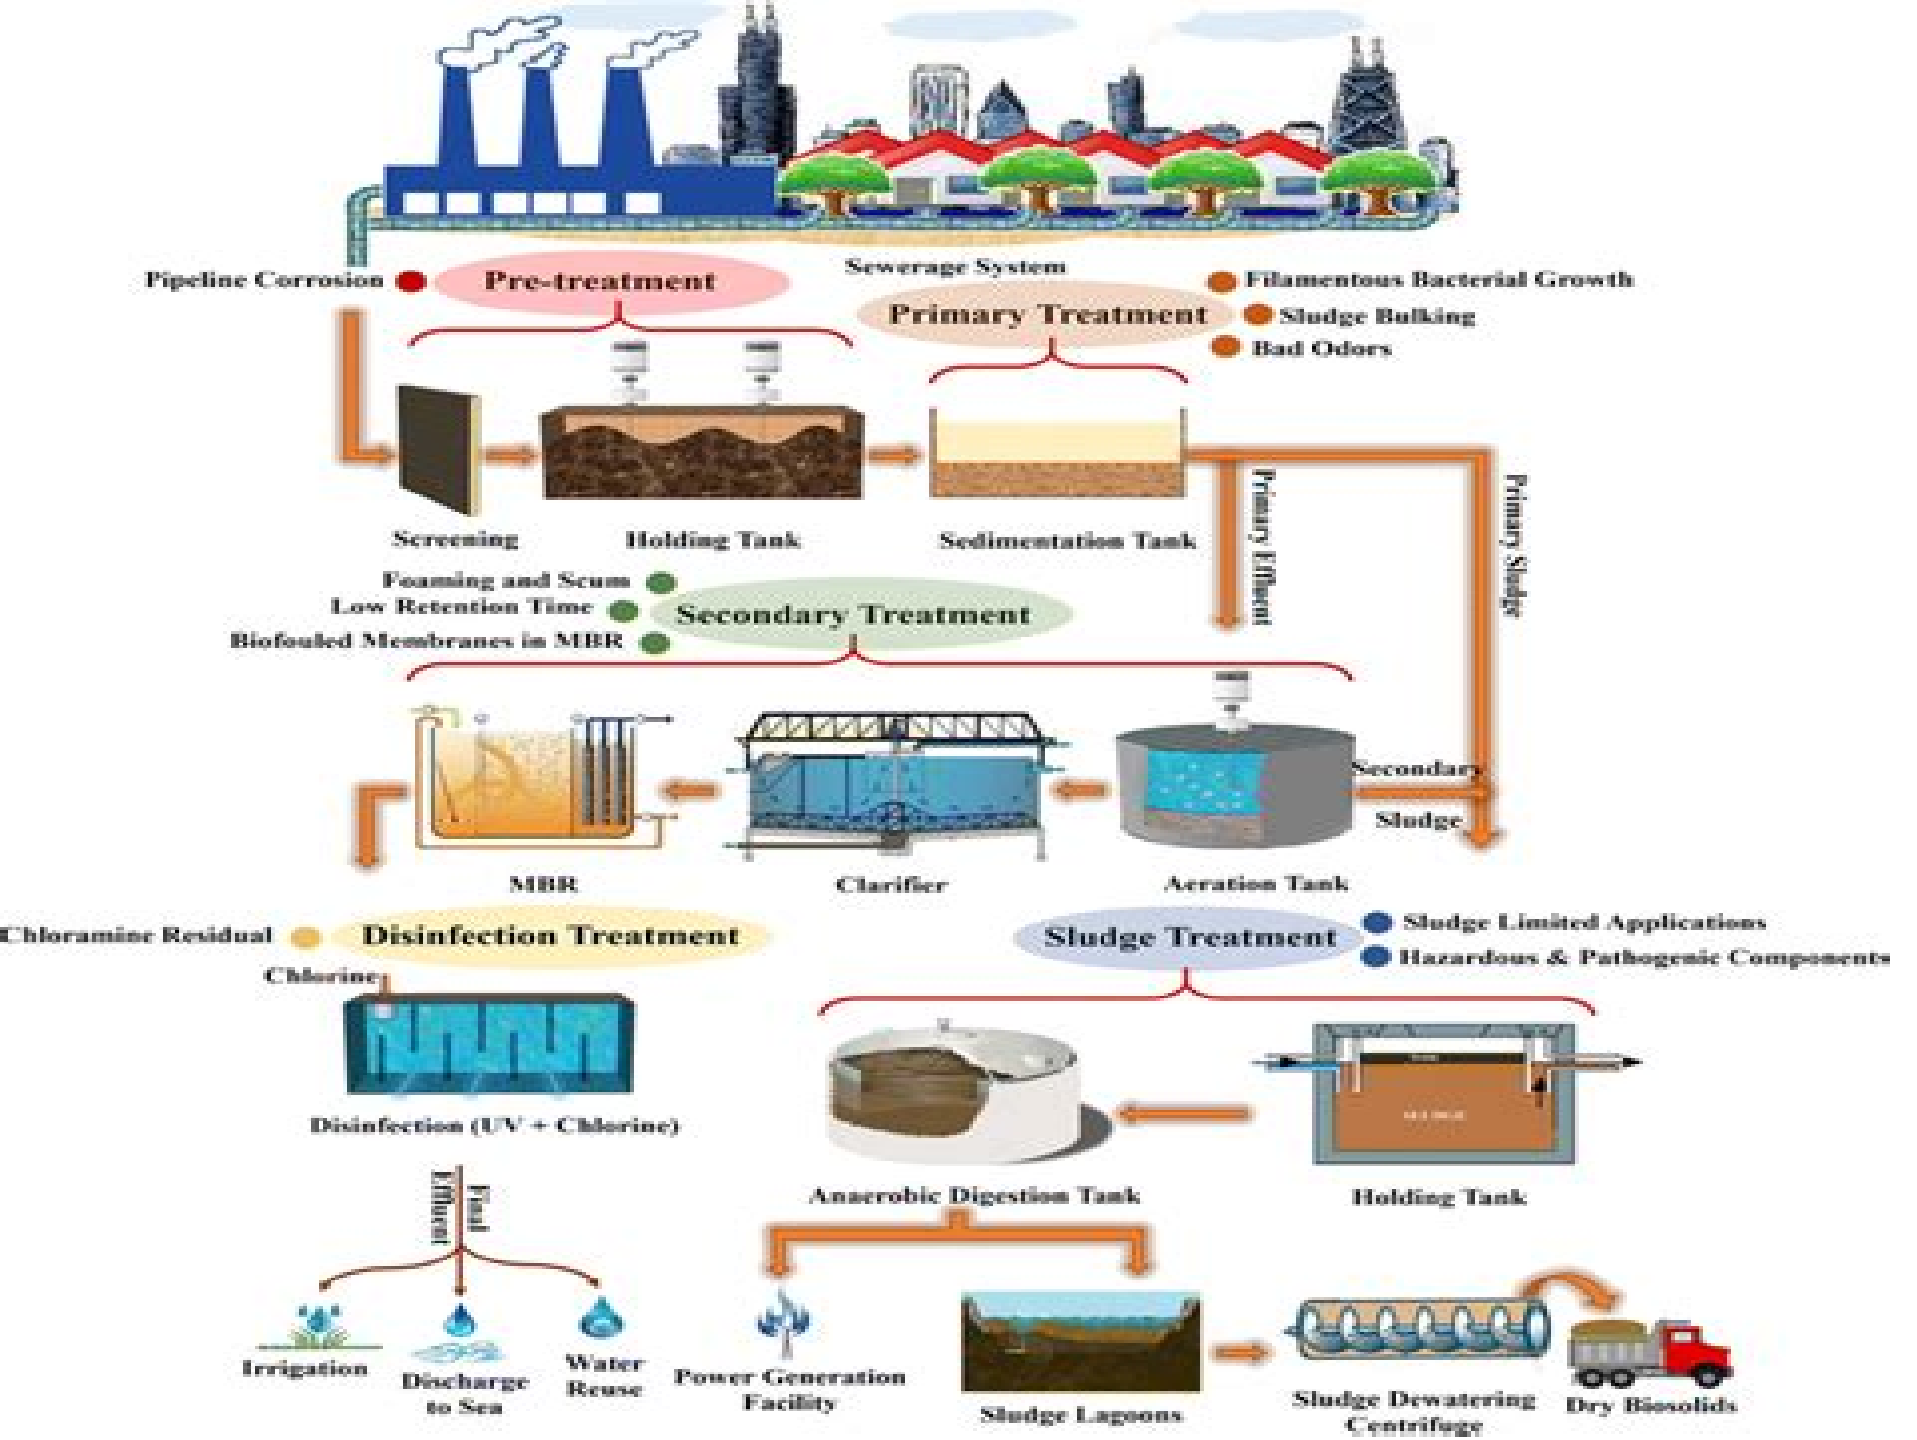 Sewerage System
Pipeline Corrosion
Pre-treatment
Primary Treatment
Filamentous Bacterial Growth
Sludge Bulking
Bad Odors
Screening
Holding Tank
Sedimentation Tank
Primary Effluent
Primary Sludge
Foaming and Scum
Low Retention Time
Biofouled Membranes in MBR
Secondary Treatment
Secondary
Sludge
MBR
Clarifier
Aeration Tank
Chloramine Residual
Disinfection Treatment
Chlorine
Sludge Treatment
Sludge Limited Applications
Hazardous & Pathogenic Components
Disinfection (UV + Chlorine)
Anaerobic Digestion Tank
Holding Tank
Final
Effluent
Irrigation
Discharge
to Sea
Water
Reuse
Power Generation
Facility
Sludge Lagoons
Sludge Dewatering
Centrifuge
Dry Biosolids